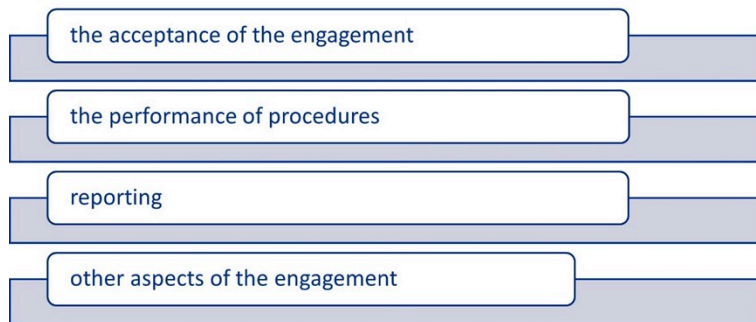 the acceptance of the engagement
the performance of procedures
reporting
other aspects of the engagement